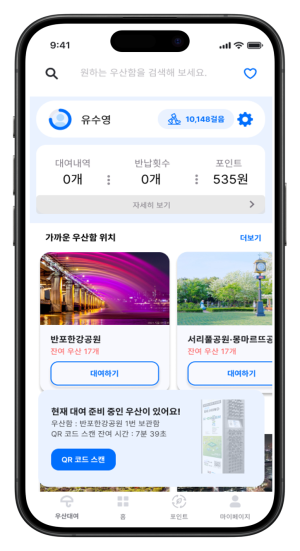 9:41
원하는 우산함을 검색해 보세요.
유수영
10,148걸음
대여내역
반납횟수
포인트
0개
0개
535원
자세히 보기
가까운 우산함 위치
더보기
반포한강공원
잔여 우산 17개
대여하기
서리풀공원-몽마르뜨공
잔여 우산 17개
대여하기
현재 대여 준비 중인 우산이 있어요!
우산함 : 반포한강공원 1번 보관함
QR 코드 스캔 잔여 시간 : 7분 39초
QR 코드 스캔
우산대여
홈
포인트
마이페이지